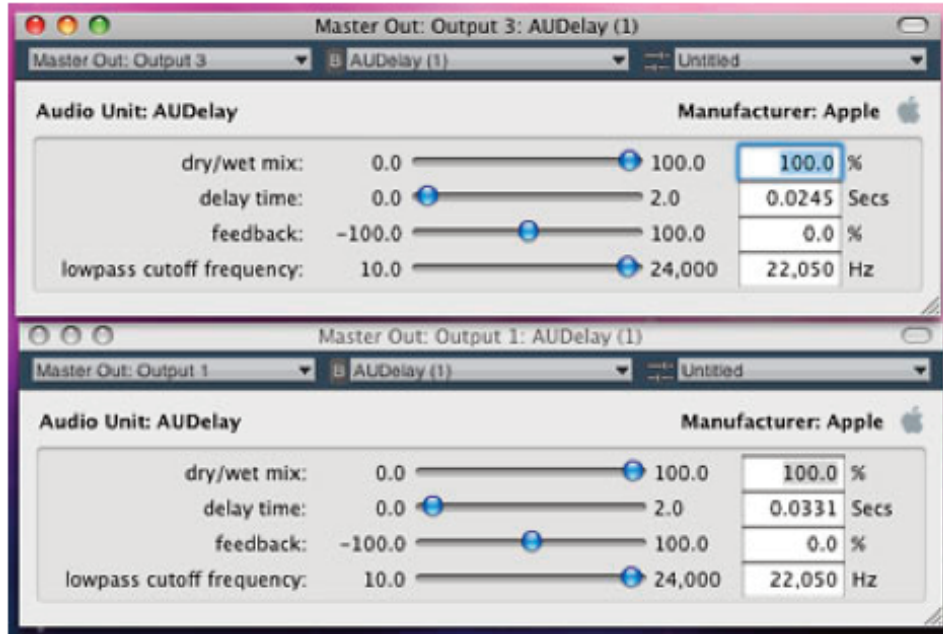 Master Out: Output 3: AUDelay (1)
Master Out: Output 3 B AUDelay (1) Untitled
Audio Unit: AUDelay Manufacturer: Apple
dry/wet mix: 0.0 100.0 100.0 %
delay time: 0.0 2.0 0.0245 Secs
feedback: -100.0 100.0 0.0 %
lowpass cutoff frequency: 10.0 24,000 22,050 Hz
Master Out: Output 1: AUDelay (1)
Master Out: Output 1 B AUDelay (1) Untitled
Audio Unit: AUDelay Manufacturer: Apple
dry/wet mix: 0.0 100.0 100.0 %
delay time: 0.0 2.0 0.0331 Secs
feedback: -100.0 100.0 0.0 %
lowpass cutoff frequency: 10.0 24,000 22,050 Hz